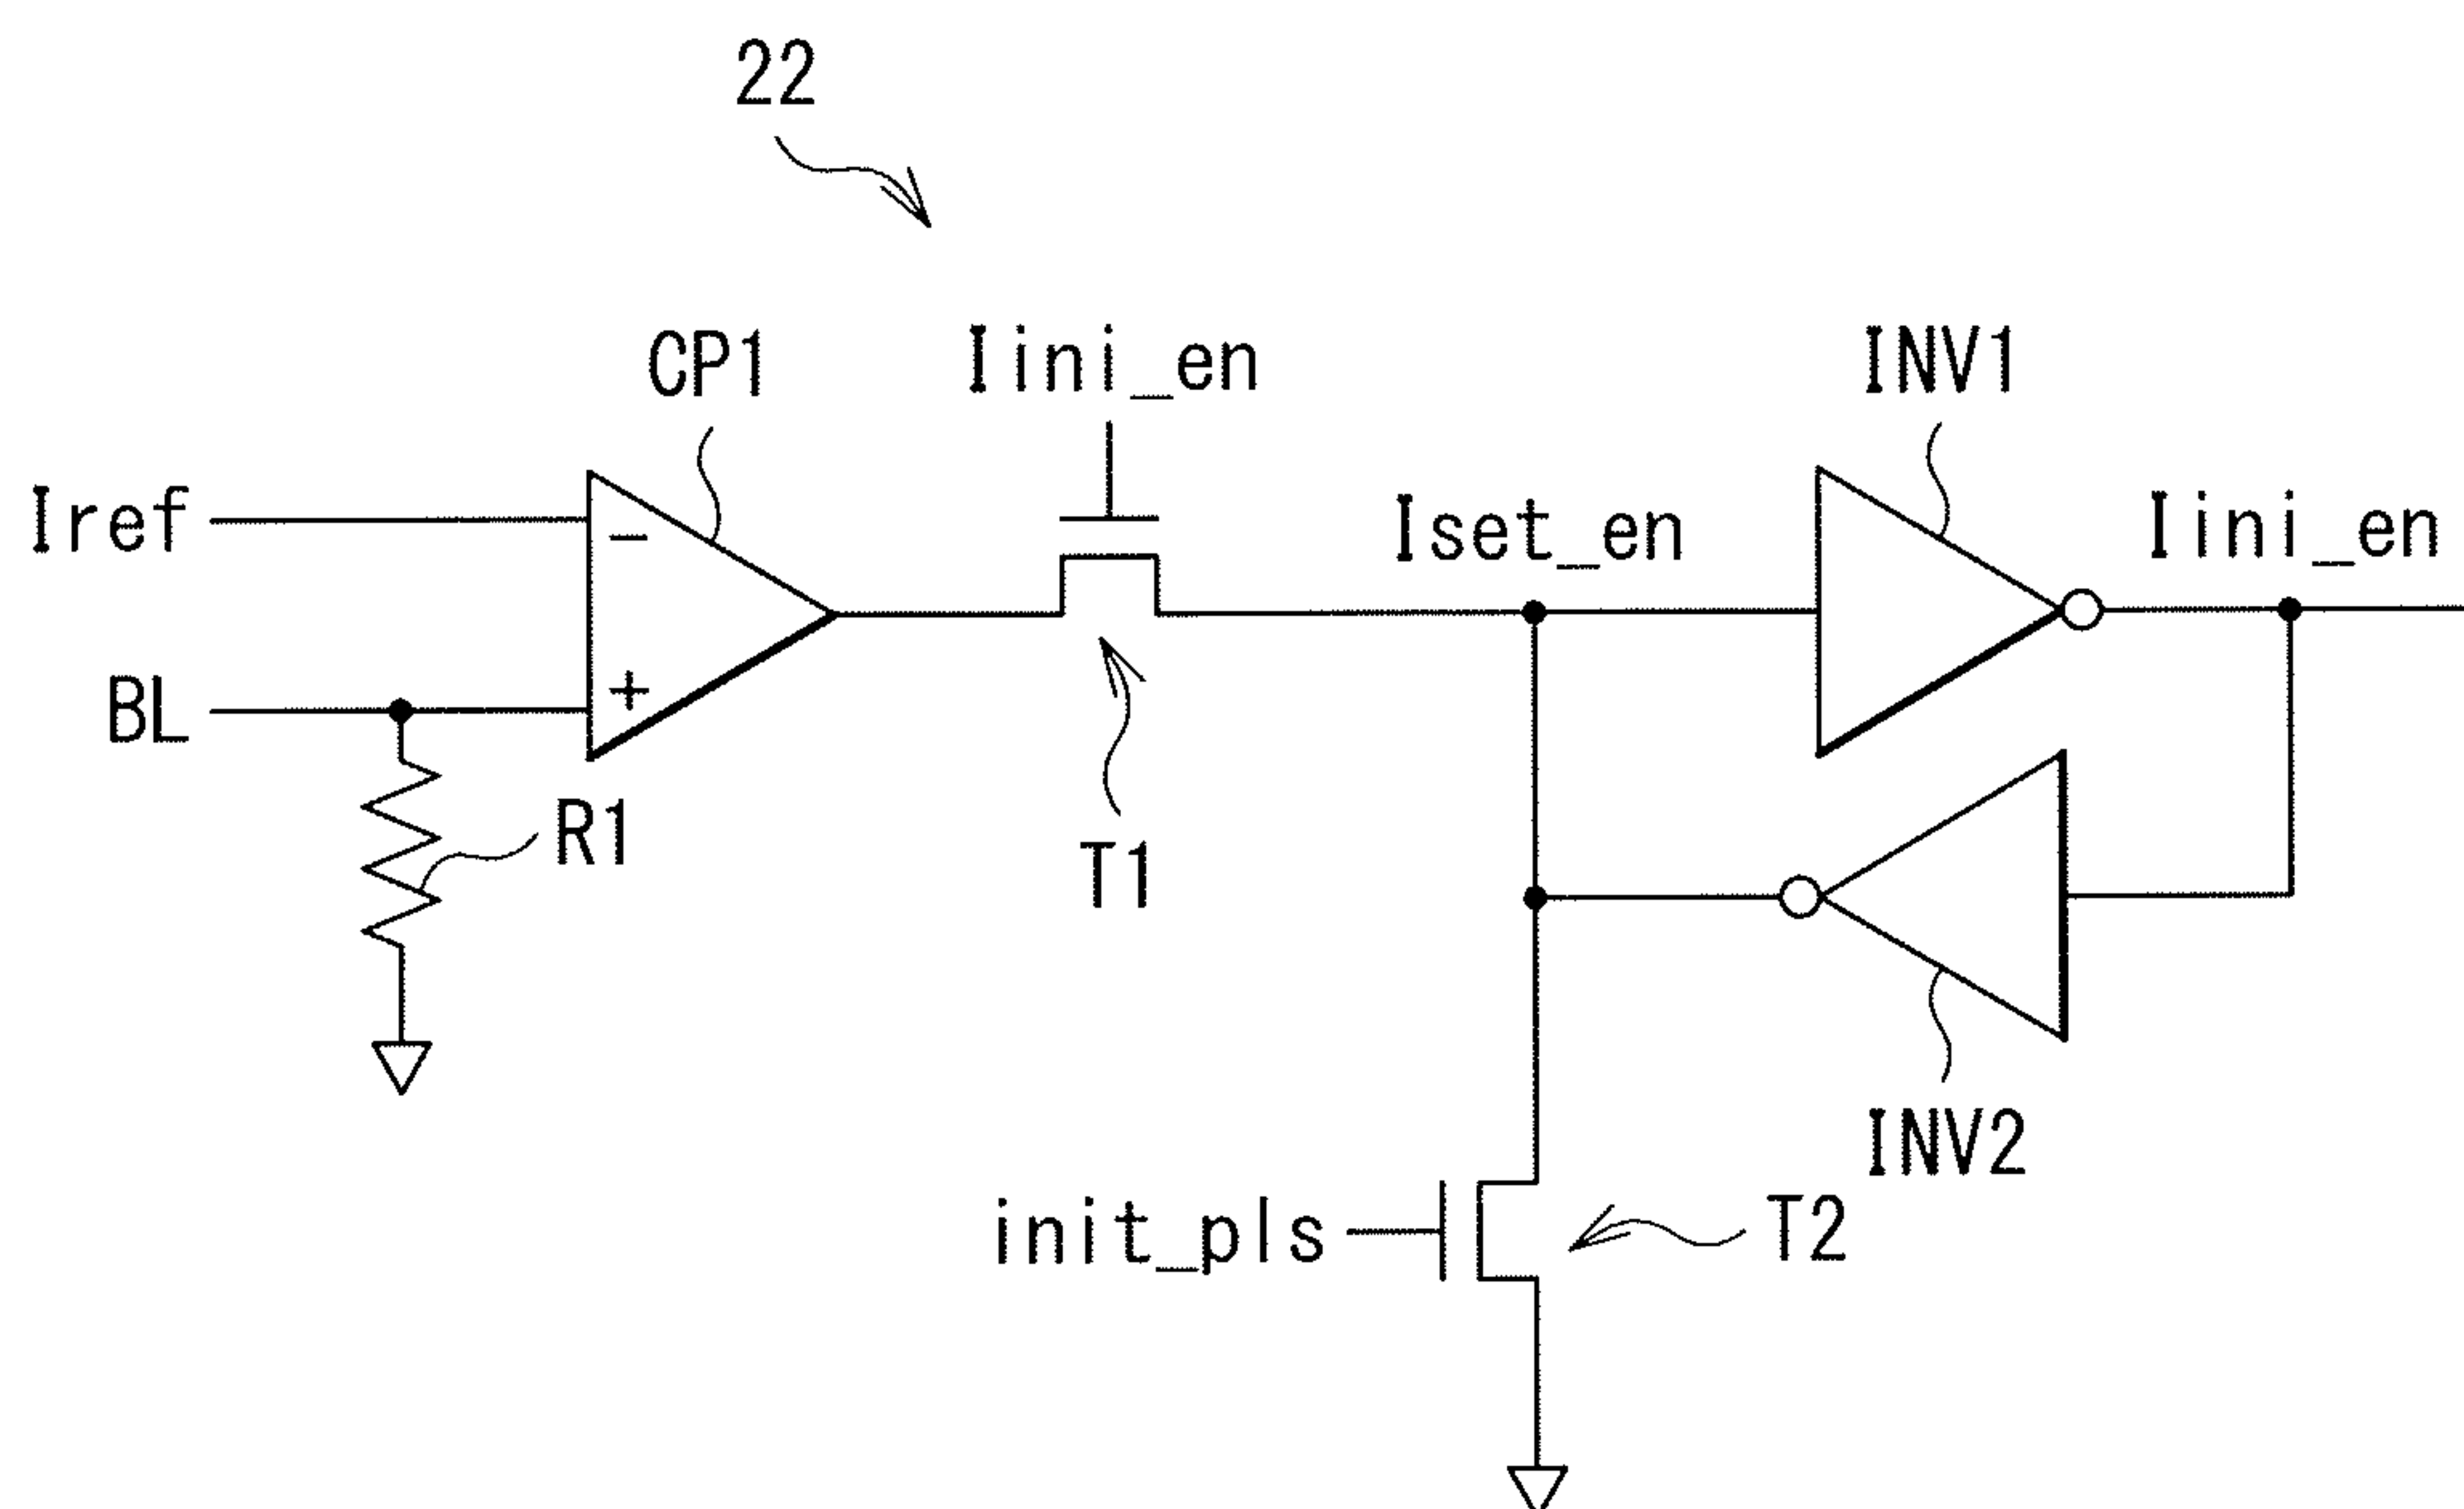 22
CP1
Iini_en
INV1
Iref
−
Iset_en
Iini_en
BL
+
R1
T1
INV2
init_pls
T2